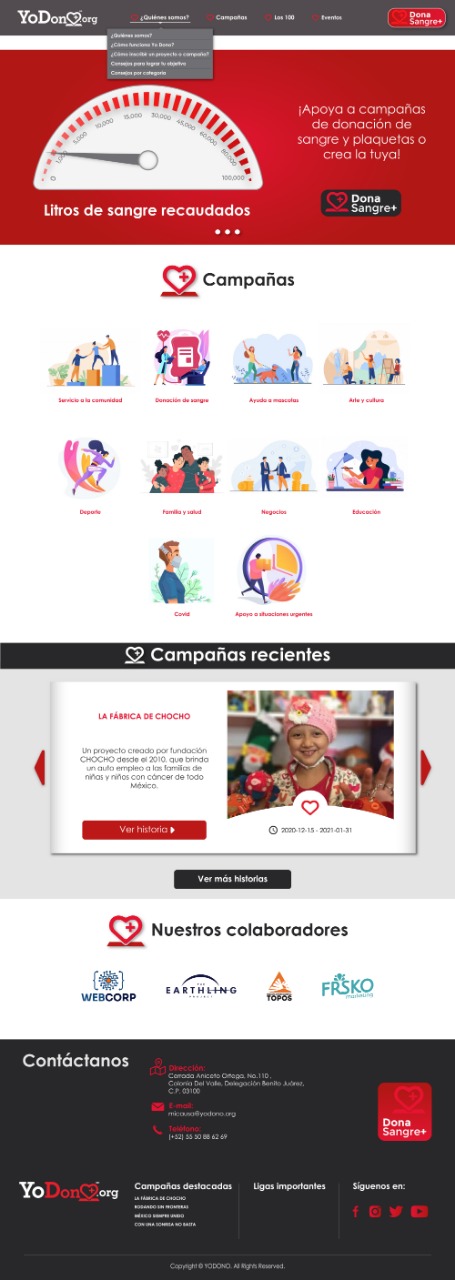 YoDono.org
¿Quiénes somos?
Campañas
Los 100
Eventos
Dona
Sangre+
¿Quiénes somos?
¿Cómo funciona Yo Dono?
¿Cómo inscribir un proyecto o campaña?
Consejos para lograr tu objetivo
Consejos por categoría
0
1,000
5,000
10,000
15,000
30,000
45,000
60,000
80,000
100,000
¡Apoya a campañas
de donación de
sangre y plaquetas o
crea la tuya!
Litros de sangre recaudados
Dona
Sangre+
Campañas
Servicio a la comunidad
Donación de sangre
Ayuda a mascotas
Arte y cultura
Deporte
Familia y salud
Negocios
Educación
Covid
Apoyo a situaciones urgentes
Campañas recientes
LA FÁBRICA DE CHOCHO
Un proyecto creado por fundación
CHOCHO desde el 2010, que brinda
un auto empleo a las familias de
niñas y niños con cáncer de todo
México.
Ver historia
2020-12-15 - 2021-01-31
Ver más historias
Nuestros colaboradores
WEBCORP
THE
EARTHLING
PROJECT
TOPOS
FRSKO
marketing
Contáctanos
Dirección:
Cerrada Aniceto Ortega, No.110 ,
Colonia Del Valle, Delegación Benito Juárez,
C.P. 03100
E-mail:
micausa@yodono.org
Teléfono:
(+52) 55 50 88 62 69
Dona
Sangre+
YoDono.org
Campañas destacadas
LA FÁBRICA DE CHOCHO
RODANDO SIN FRONTERAS
MÉXICO SIEMPRE UNIDO
CON UNA SONRISA NO BASTA
Ligas importantes
Síguenos en:
Copyright © YODONO. All Rights Reserved.